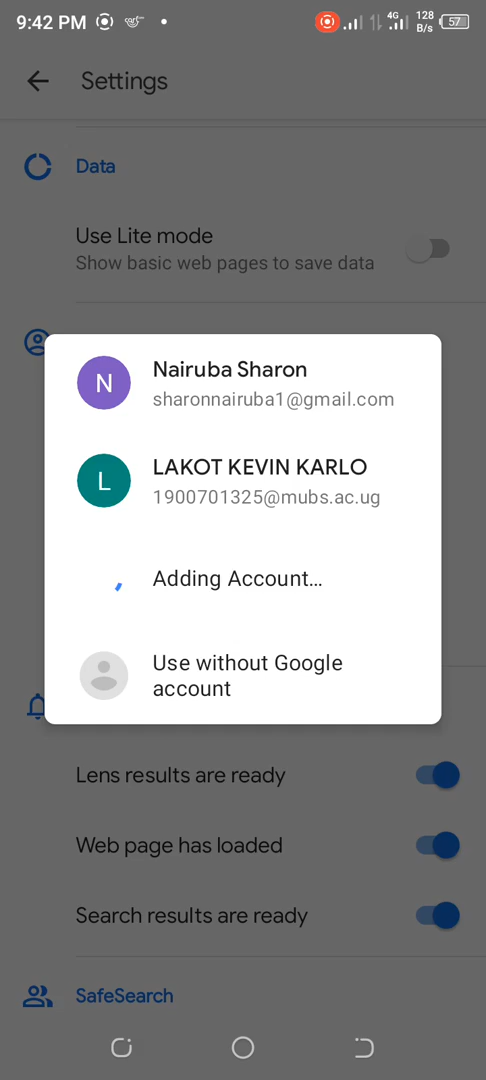 9:42 PM
4G
128
B/s
57
Settings
Data
Use Lite mode
Show basic web pages to save data
N
Nairuba Sharon
sharonnairuba1@gmail.com
L
LAKOT KEVIN KARLO
1900701325@mubs.ac.ug
Adding Account...
Use without Google
account
Lens results are ready
Web page has loaded
Search results are ready
SafeSearch